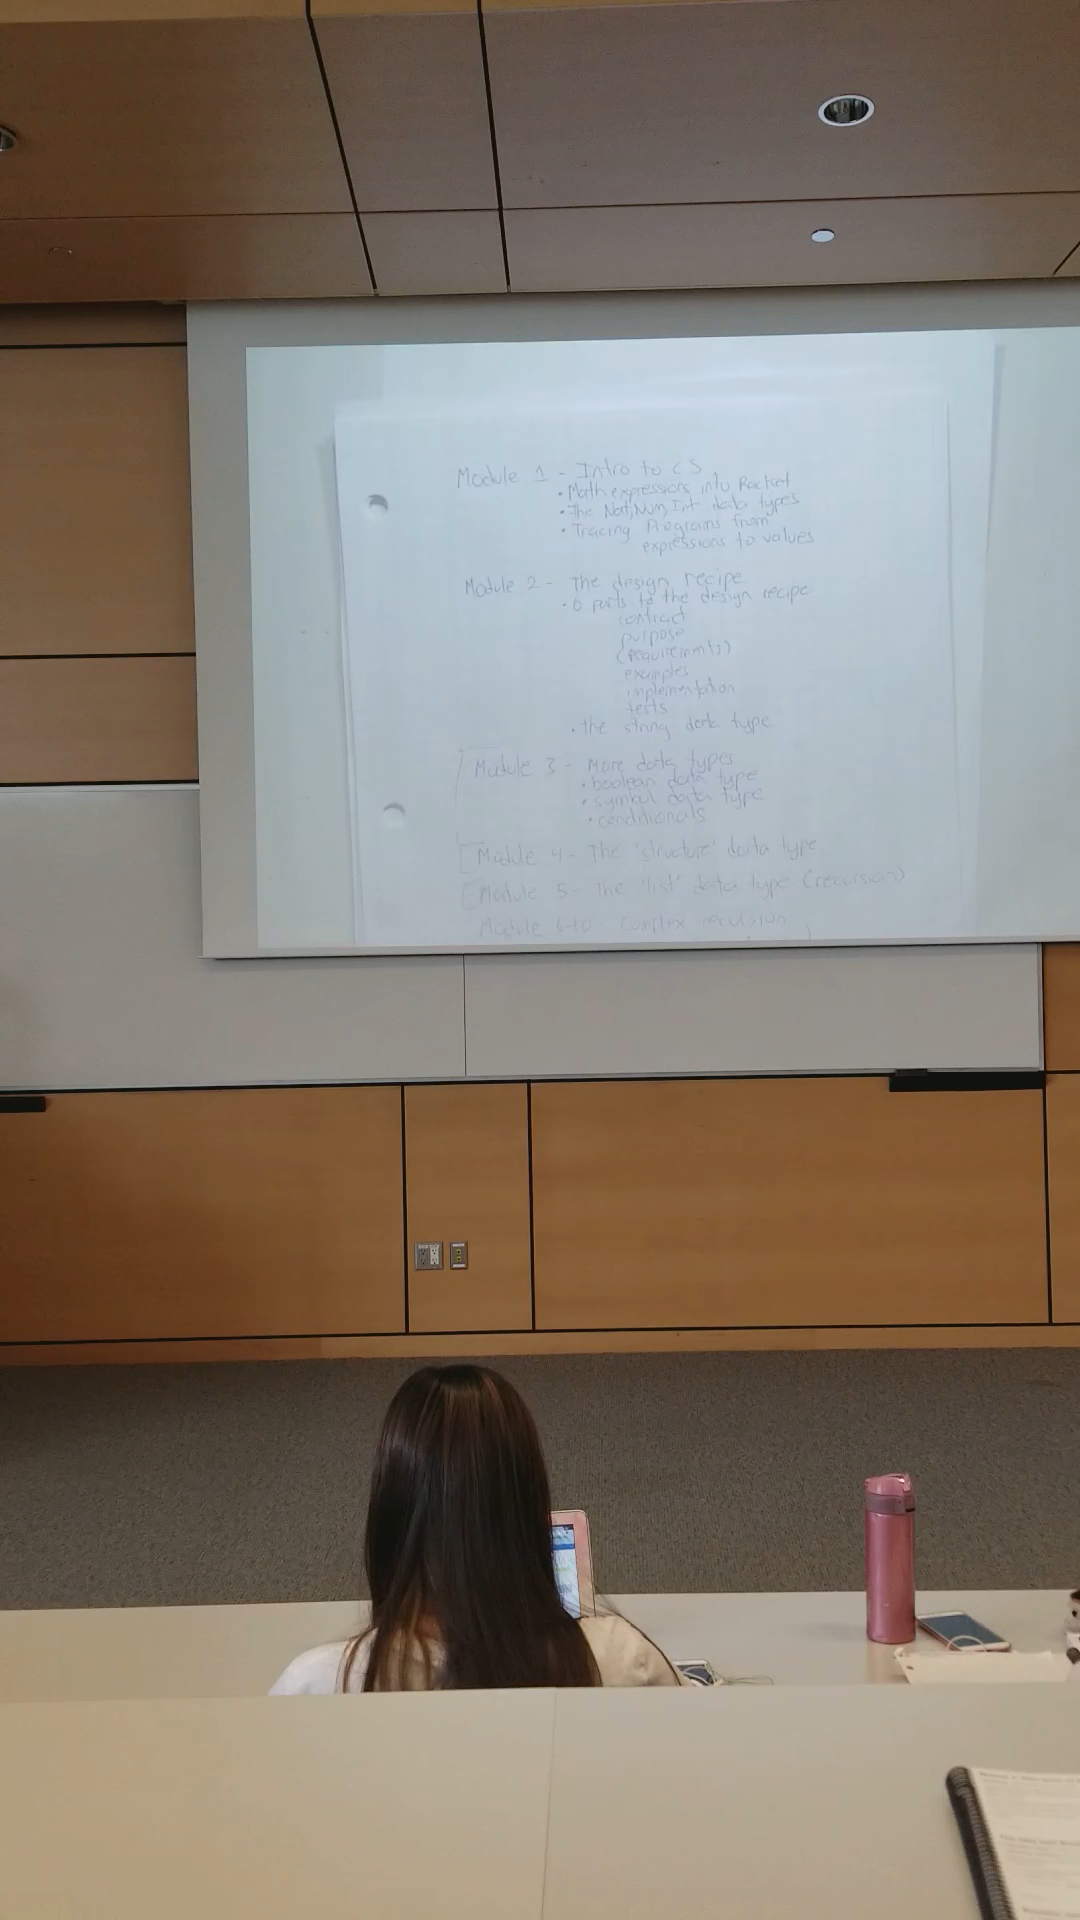 Module 1 - Intro to CS
• Math expressions into Racket
• The Nat, Num, Int data types
• Tracing Programs from
expressions to values
Module 2 - The design recipe
• 6 parts to the design recipe
contract
purpose
(requirements)
examples
implementation
tests
• the string data type
Module 3 - More data types
• boolean data type
• symbol data type
• conditionals
Module 4 - The 'structure' data type
Module 5 - The 'list' data type (recursion)
Module 6-10 - Complex recursion